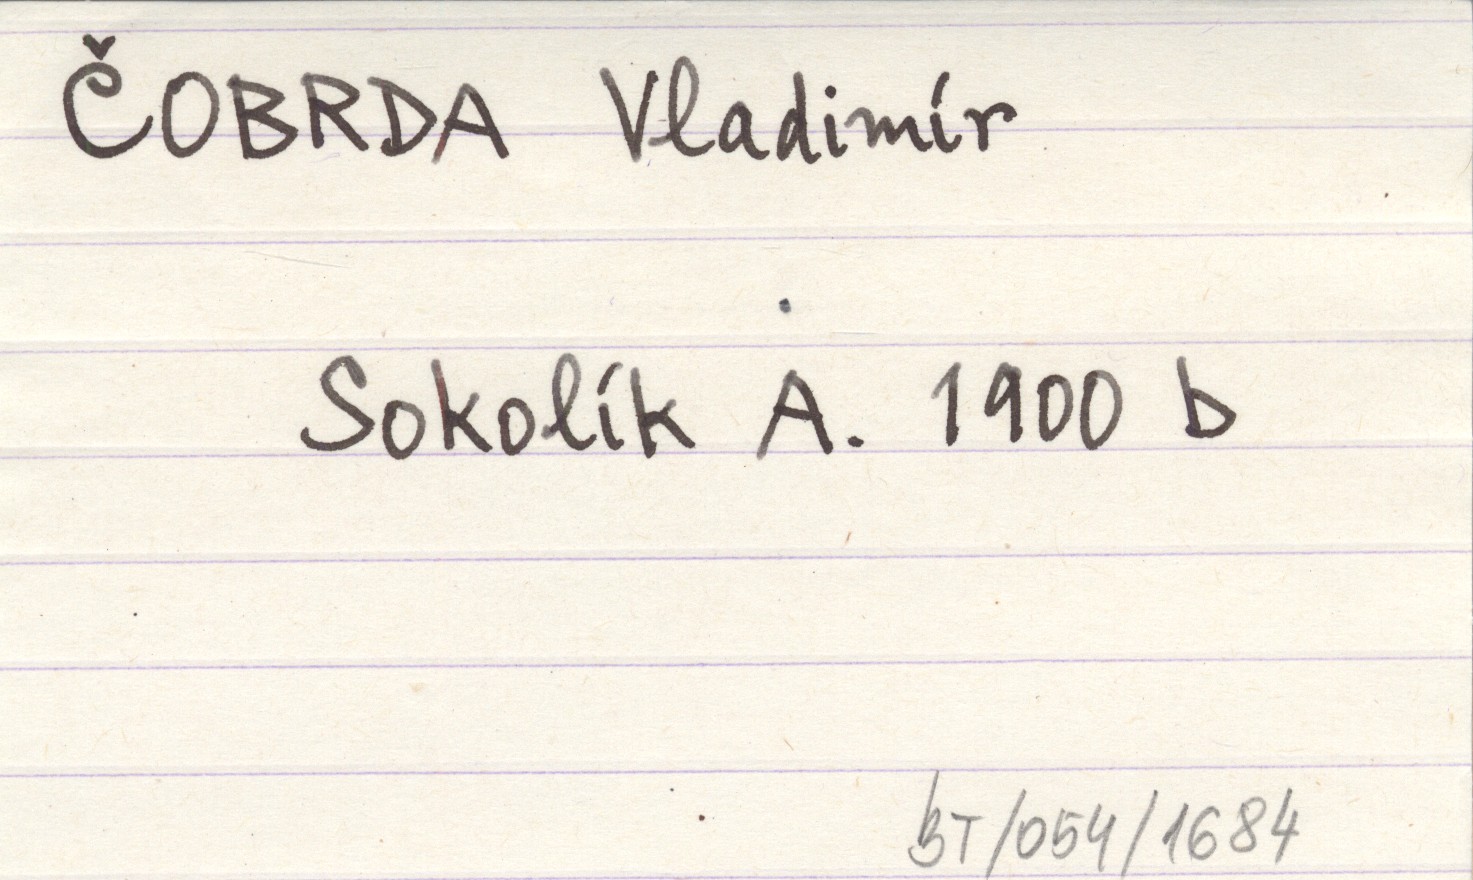 ČOBRDA Vladimír
Sokolík A. 1900 b
BT/054/1684